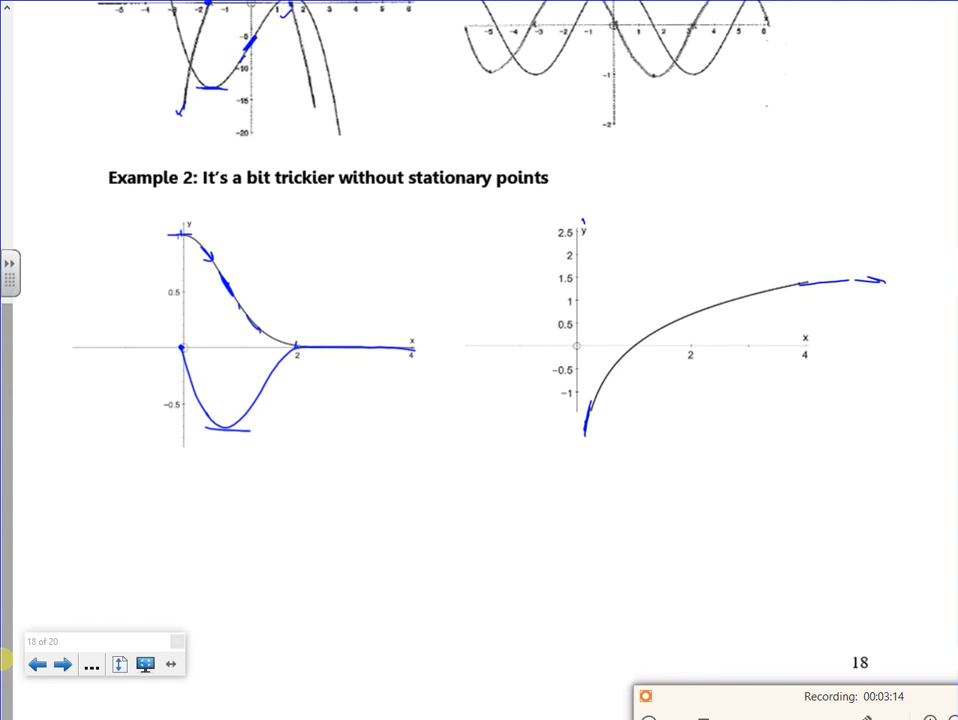 -5 -4 -3 -2 -1 1 2 3 4 5 6
-5
-10
-15
-20
-5 -4 -3 -2 -1 1 2 3 4 5 6
x
-1
-2
Example 2: It's a bit trickier without stationary points
y
0.5
x
2 4
-0.5
2.5 y
2
1.5
1
0.5
x
2 4
-0.5
-1
18 of 20
18
Recording: 00:03:14